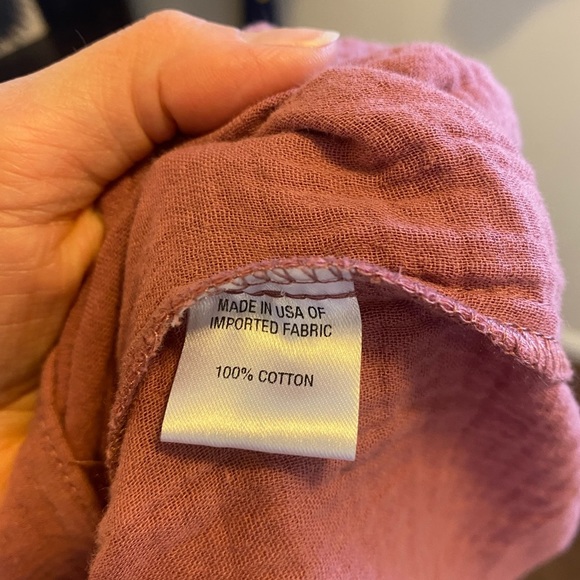 MADE IN USA OF
IMPORTED FABRIC
100% COTTON